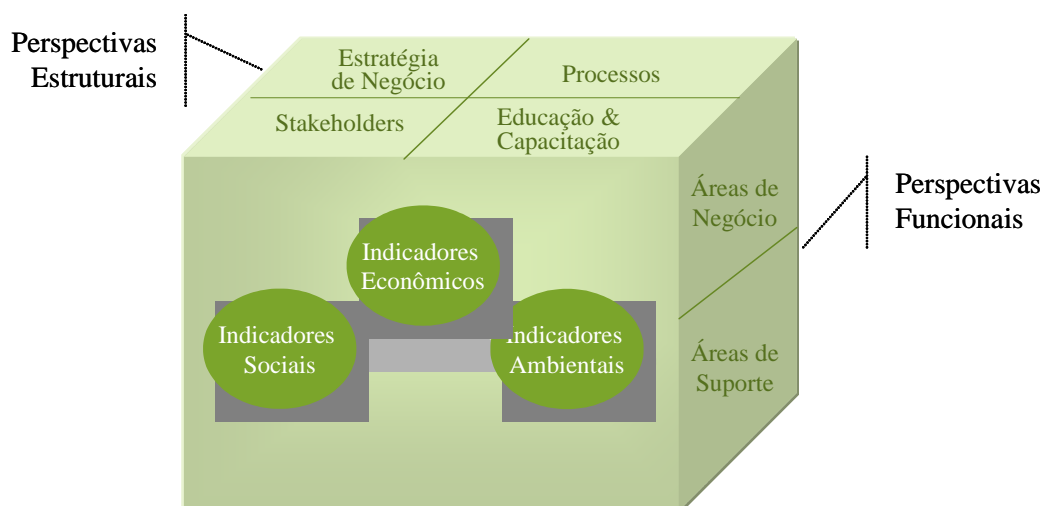 Perspectivas
Estruturais
Estratégia
de Negócio
Processos
Stakeholders
Educação &
Capacitação
Áreas de
Negócio
Perspectivas
Funcionais
Indicadores
Econômicos
Indicadores
Sociais
Indicadores
Ambientais
Áreas de
Suporte